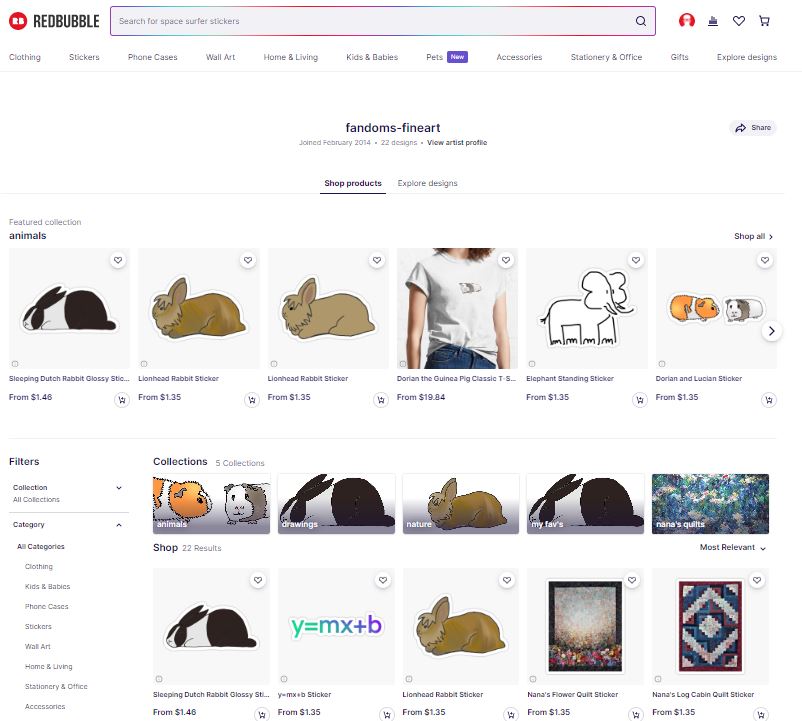 REDBUBBLE
Search for space surfer stickers
Clothing Stickers Phone Cases Wall Art Home & Living Kids & Babies Pets New Accessories Stationery & Office Gifts Explore designs
fandoms-fineart
Share
Joined February 2014 • 22 designs • View artist profile
Shop products Explore designs
Featured collection
animals
Shop all
Sleeping Dutch Rabbit Glossy Stic... Lionhead Rabbit Sticker Lionhead Rabbit Sticker Dorian the Guinea Pig Classic T-S... Elephant Standing Sticker Dorian and Lucian Sticker
From $1.46 From $1.35 From $1.35 From $19.84 From $1.35 From $1.35
Filters
Collections 5 Collections
Collection
All Collections
Category
animals drawings nature my fav's nana's quilts
All Categories
Shop 22 Results Most Relevant
Clothing
Kids & Babies
Phone Cases
Stickers
Wall Art
Home & Living
Stationery & Office
Accessories
y=mx+b
Sleeping Dutch Rabbit Glossy Sti... y=mx+b Sticker Lionhead Rabbit Sticker Nana's Flower Quilt Sticker Nana's Log Cabin Quilt Sticker
From $1.46 From $1.35 From $1.35 From $1.35 From $1.35